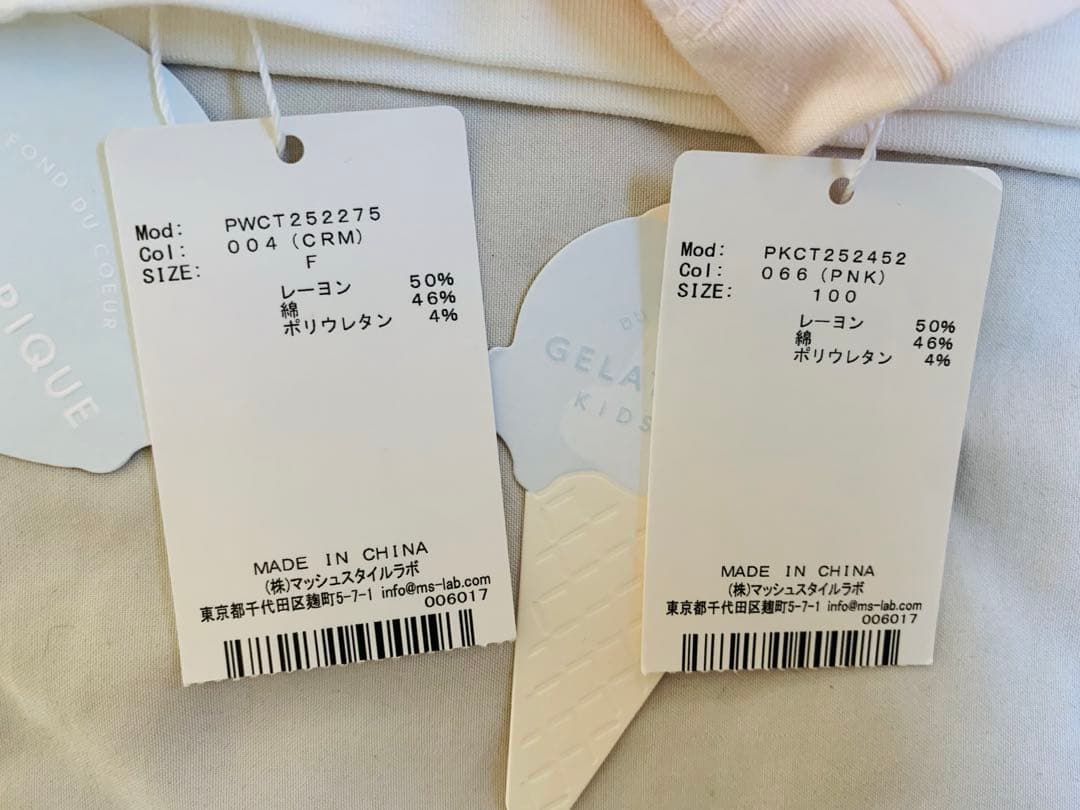 FOND DU COEUR
PIQUE
Mod: PWCT252275
Col: 004(CRM)
SIZE: F
レーヨン 50%
綿 46%
ポリウレタン 4%
MADE IN CHINA
(株)マッシュスタイルラボ
東京都千代田区麹町5-7-1 info@ms-lab.com
006017
DU
GELA
KIDS
Mod: PKCT252452
Col: 066(PNK)
SIZE: 100
レーヨン 50%
綿 46%
ポリウレタン 4%
MADE IN CHINA
(株)マッシュスタイルラボ
東京都千代田区麹町5-7-1 info@ms-lab.com
006017